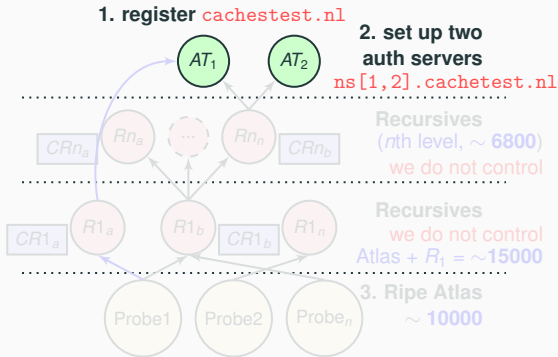 1. register cachestest.nl
2. set up two
auth servers
ns[1,2].cachetest.nl
AT1 AT2
Recursives
(nth level, ~ 6800)
we do not control
CRna Rna ... Rnn CRnb
Recursives
we do not control
Atlas + R1 = ~15000
CR1a R1a R1b CR1b R1n
3. Ripe Atlas
~ 10000
Probe1 Probe2 Proben